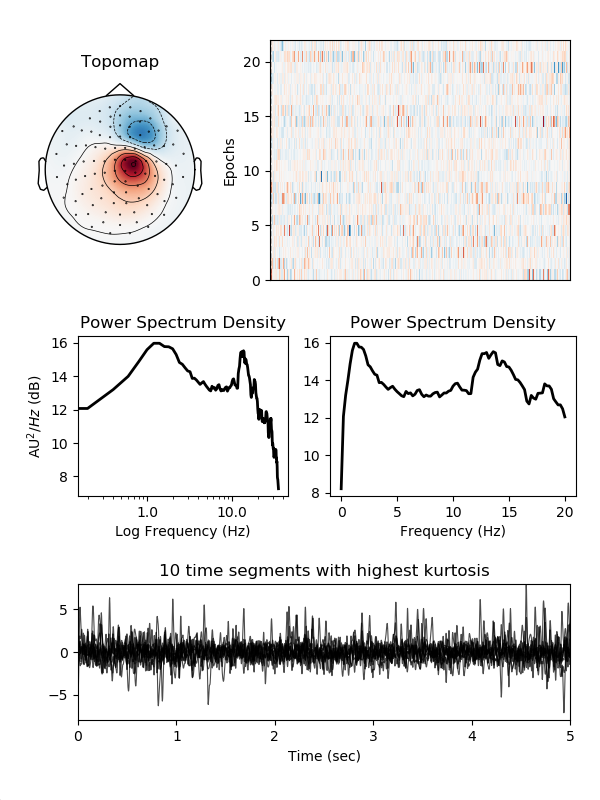 Topomap
Epochs
20
15
10
5
0
Power Spectrum Density
AU²/Hz (dB)
16
14
12
10
8
1.0 10.0
Log Frequency (Hz)
Power Spectrum Density
16
14
12
10
8
0 5 10 15 20
Frequency (Hz)
10 time segments with highest kurtosis
5
0
−5
0 1 2 3 4 5
Time (sec)